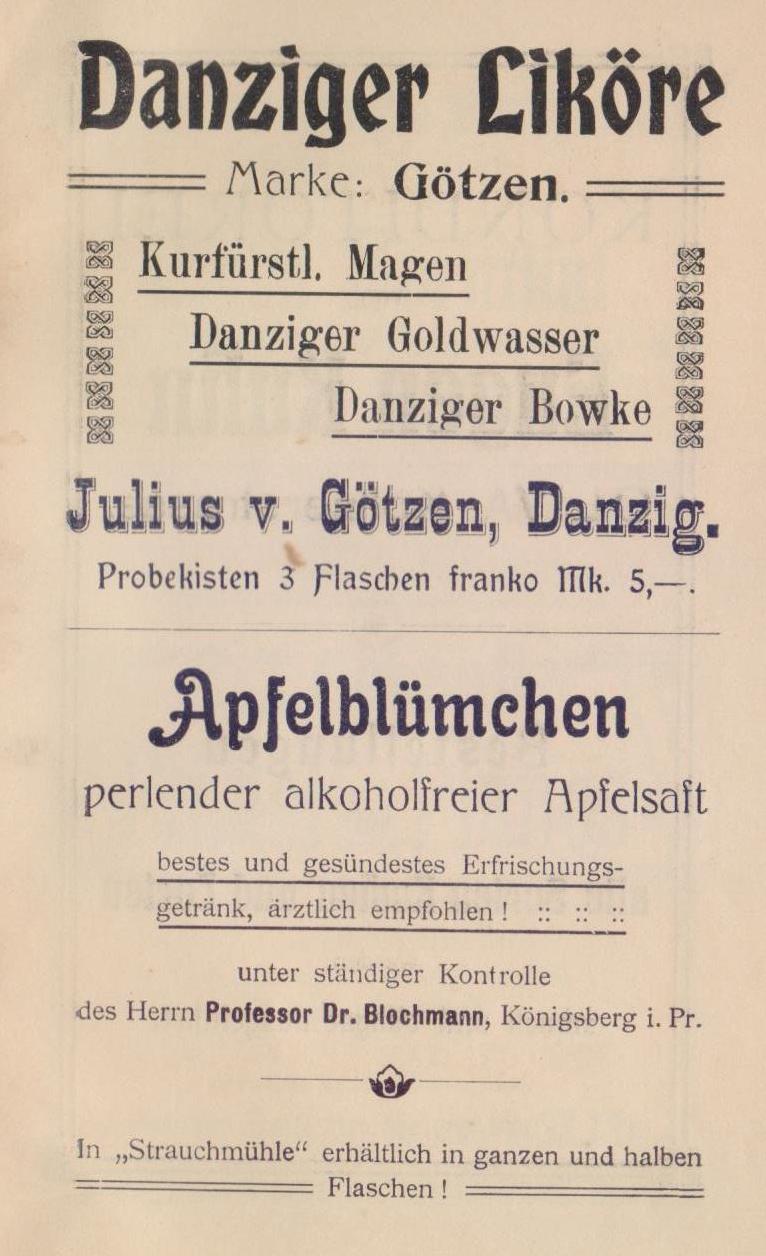 Danziger Liköre
Marke: Götzen.
Kurfürstl. Magen
Danziger Goldwasser
Danziger Bowke
Julius v. Götzen, Danzig.
Probekisten 3 Flaschen franko Mk. 5,—.
Apfelblümchen
perlender alkoholfreier Apfelsaft
bestes und gesündestes Erfrischungs-
getränk, ärztlich empfohlen ! :: :: ::
unter ständiger Kontrolle
des Herrn Professor Dr. Blochmann, Königsberg i. Pr.
In „Strauchmühle“ erhältlich in ganzen und halben
Flaschen !